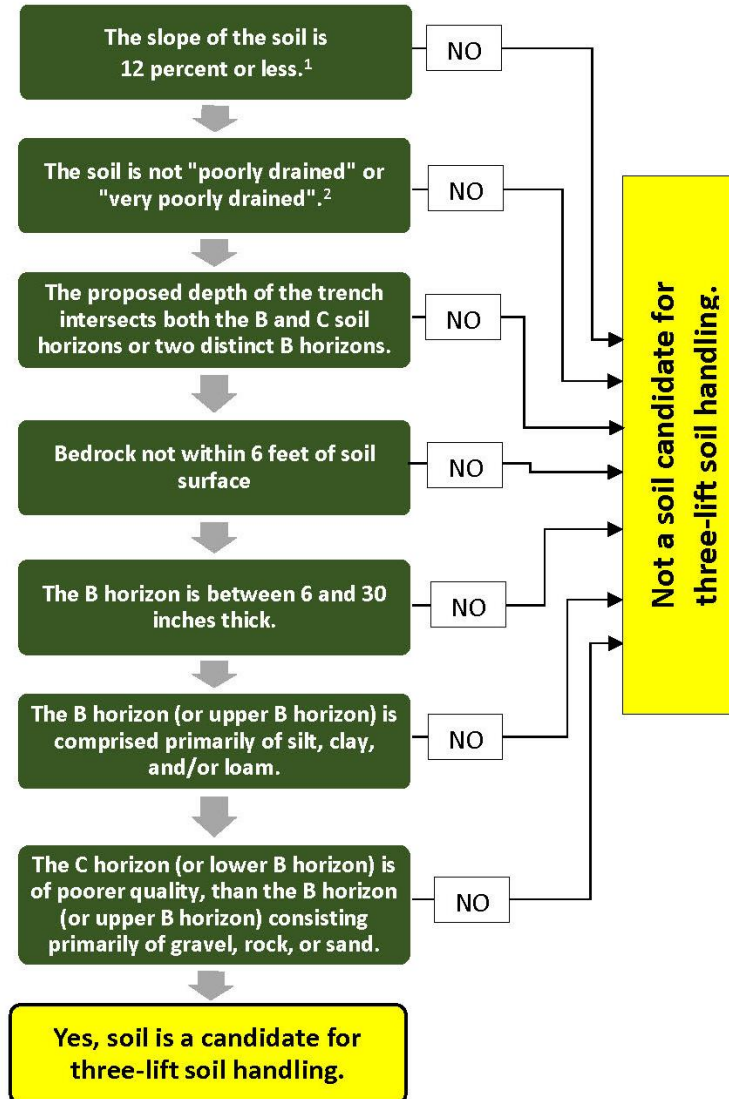 The slope of the soil is
12 percent or less.1
NO
The soil is not "poorly drained" or
"very poorly drained".2
NO
The proposed depth of the trench
intersects both the B and C soil
horizons or two distinct B horizons.
NO
Bedrock not within 6 feet of soil
surface
NO
The B horizon is between 6 and 30
inches thick.
NO
The B horizon (or upper B horizon) is
comprised primarily of silt, clay,
and/or loam.
NO
The C horizon (or lower B horizon) is
of poorer quality, than the B horizon
(or upper B horizon) consisting
primarily of gravel, rock, or sand.
NO
Yes, soil is a candidate for
three-lift soil handling.
Not a soil candidate for
three-lift soil handling.